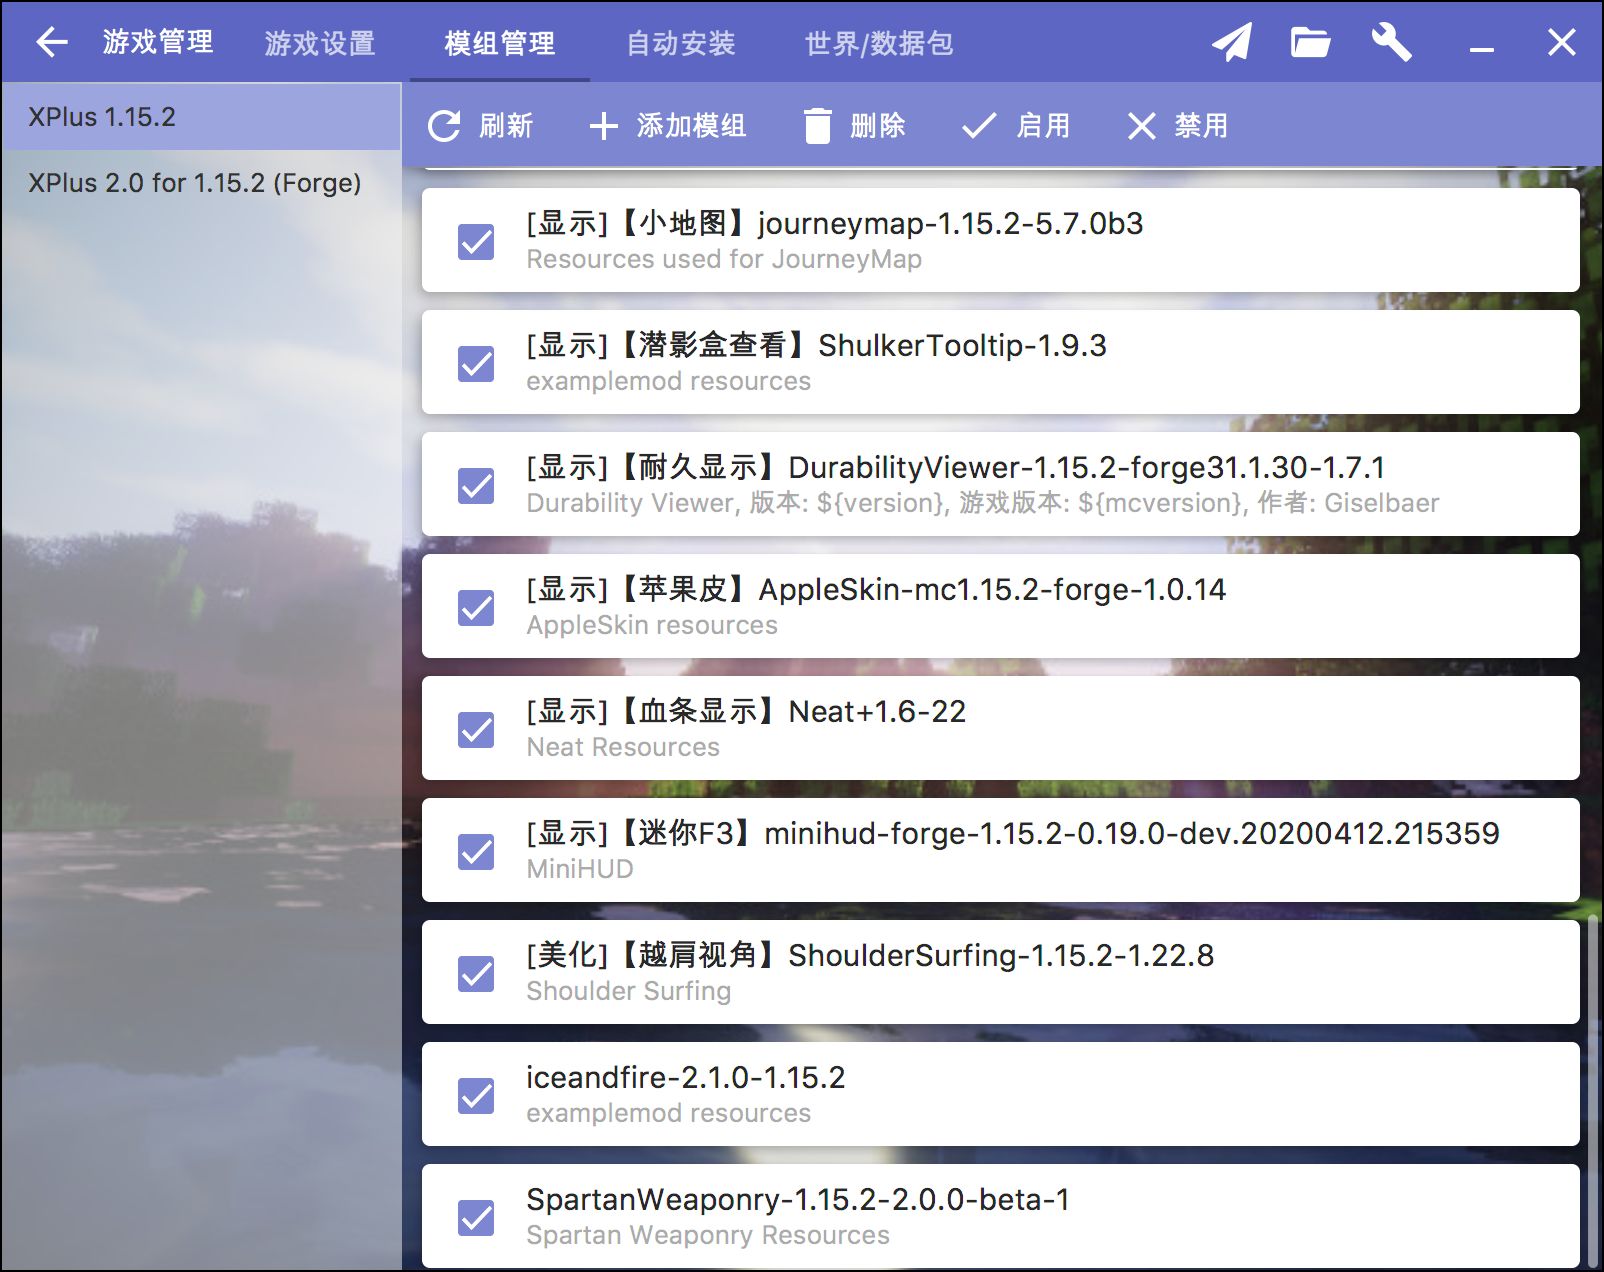 游戏管理 游戏设置 模组管理 自动安装 世界/数据包
XPlus 1.15.2
XPlus 2.0 for 1.15.2 (Forge)
刷新 添加模组 删除 启用 禁用
[显示]【小地图】journeymap-1.15.2-5.7.0b3
Resources used for JourneyMap
[显示]【潜影盒查看】ShulkerTooltip-1.9.3
examplemod resources
[显示]【耐久显示】DurabilityViewer-1.15.2-forge31.1.30-1.7.1
Durability Viewer, 版本: ${version}, 游戏版本: ${mcversion}, 作者: Giselbaer
[显示]【苹果皮】AppleSkin-mc1.15.2-forge-1.0.14
AppleSkin resources
[显示]【血条显示】Neat+1.6-22
Neat Resources
[显示]【迷你F3】minihud-forge-1.15.2-0.19.0-dev.20200412.215359
MiniHUD
[美化]【越肩视角】ShoulderSurfing-1.15.2-1.22.8
Shoulder Surfing
iceandfire-2.1.0-1.15.2
examplemod resources
SpartanWeaponry-1.15.2-2.0.0-beta-1
Spartan Weaponry Resources